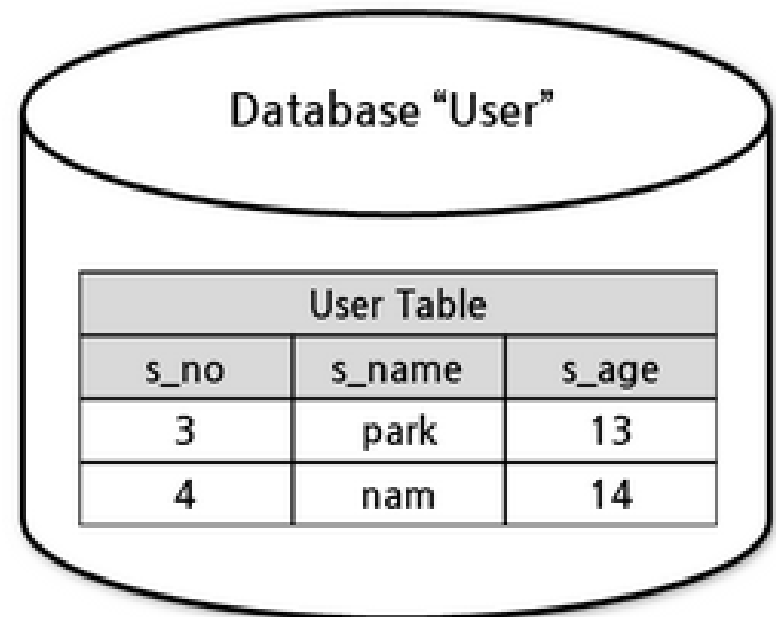 Database “User”
User Table
s_no s_name s_age
3 park 13
4 nam 14